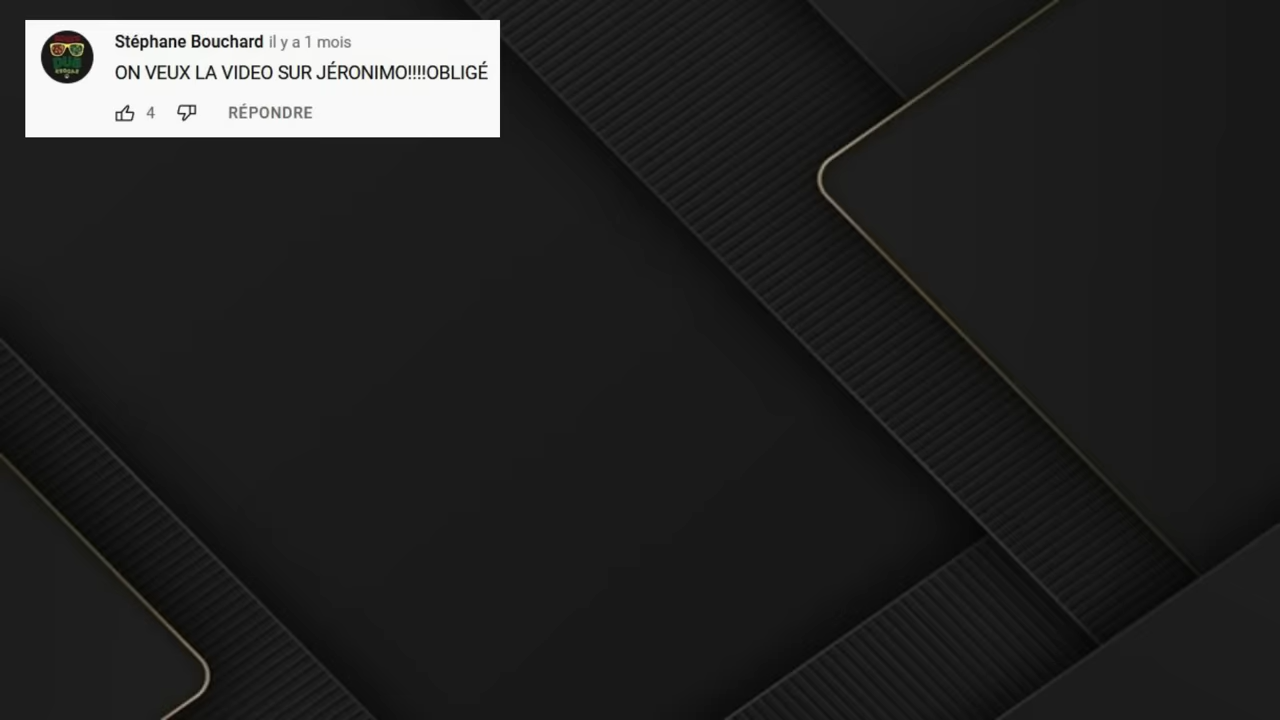 Stéphane Bouchard il y a 1 mois
ON VEUX LA VIDEO SUR JÉRONIMO!!!!OBLIGÉ
4 RÉPONDRE